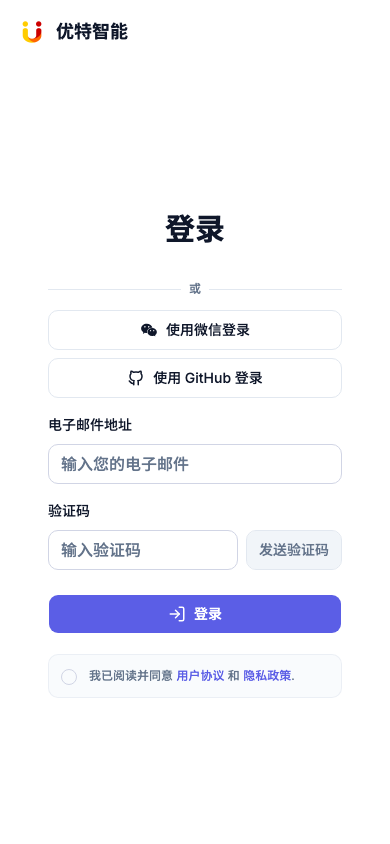 优特智能
登录
或
使用微信登录
使用 GitHub 登录
电子邮件地址
输入您的电子邮件
验证码
输入验证码
发送验证码
登录
我已阅读并同意 用户协议 和 隐私政策.